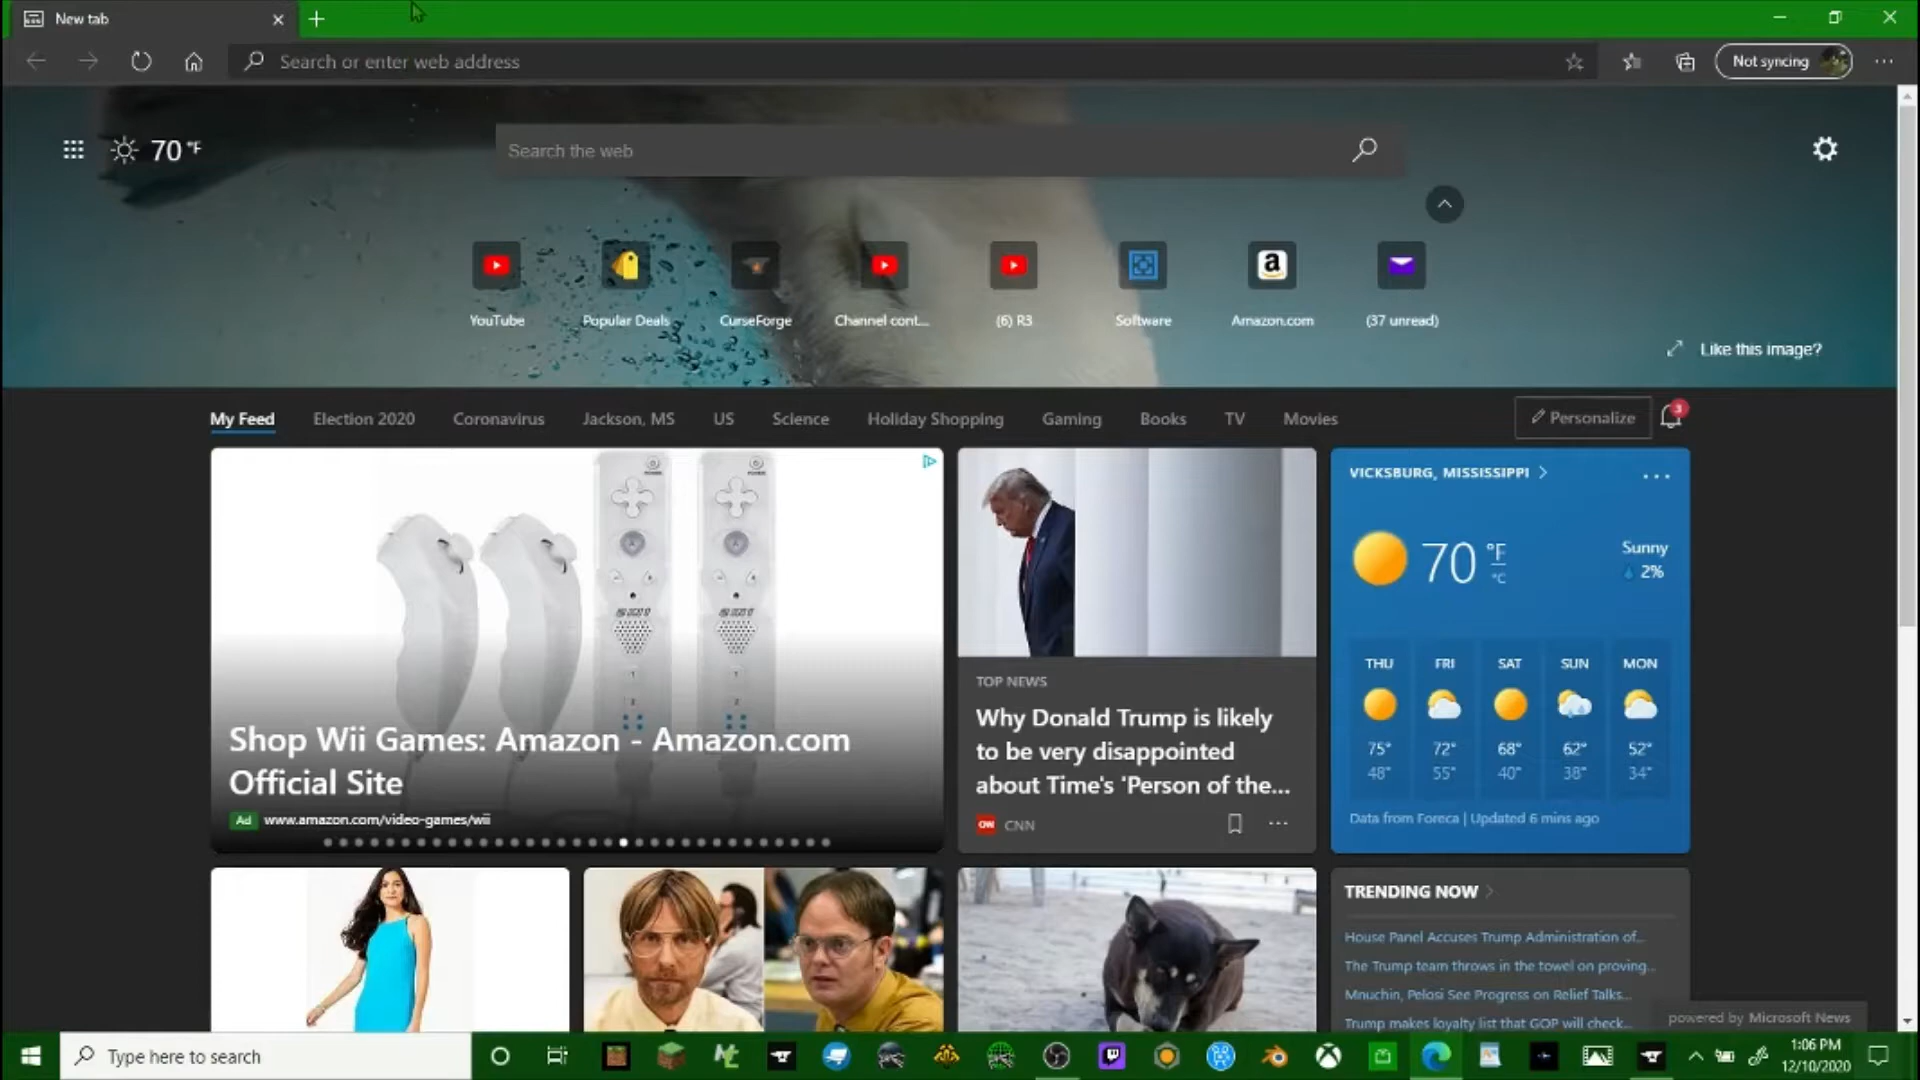 New tab
Search or enter web address
Not syncing
70 °F
Search the web
YouTube
Popular Deals
CurseForge
Channel cont...
(6) R3
Software
Amazon.com
(37 unread)
Like this image?
My Feed
Election 2020
Coronavirus
Jackson, MS
US
Science
Holiday Shopping
Gaming
Books
TV
Movies
Personalize
3
Shop Wii Games: Amazon - Amazon.com
Official Site
Ad www.amazon.com/video-games/wii
TOP NEWS
Why Donald Trump is likely
to be very disappointed
about Time's 'Person of the...
CNN
VICKSBURG, MISSISSIPPI
70 °F
°C
Sunny
2%
THU FRI SAT SUN MON
75° 72° 68° 62° 52°
48° 55° 40° 38° 34°
Data from Foreca | Updated 6 mins ago
TRENDING NOW
House Panel Accuses Trump Administration of...
The Trump team throws in the towel on proving...
Mnuchin, Pelosi See Progress on Relief Talks...
Trump makes loyalty list that GOP will check...
powered by Microsoft News
Type here to search
1:06 PM
12/10/2020